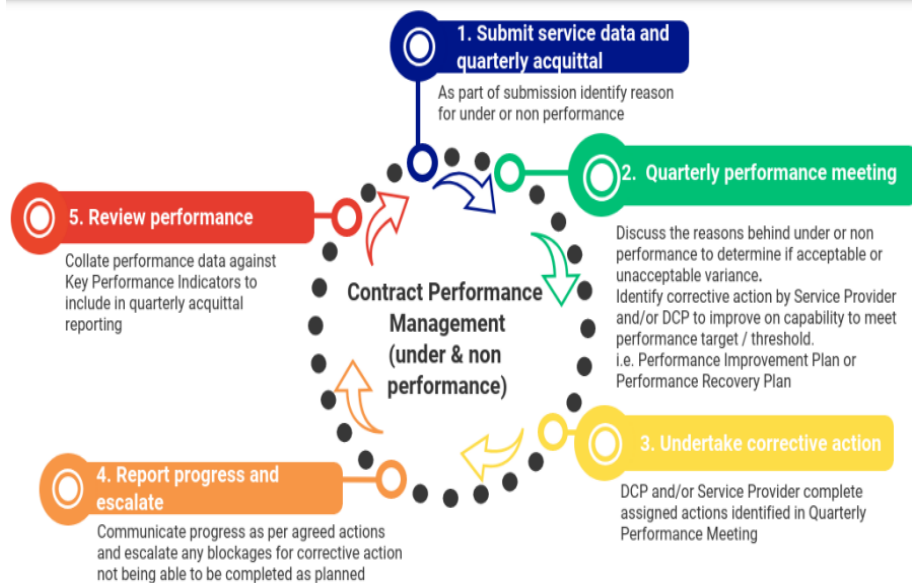 1. Submit service data and
quarterly acquittal
As part of submission identify reason
for under or non performance
2. Quarterly performance meeting
Discuss the reasons behind under or non
performance to determine if acceptable or
unacceptable variance.
Identify corrective action by Service Provider
and/or DCP to improve on capability to meet
performance target / threshold.
i.e. Performance Improvement Plan or
Performance Recovery Plan
3. Undertake corrective action
DCP and/or Service Provider complete
assigned actions identified in Quarterly
Performance Meeting
4. Report progress and
escalate
Communicate progress as per agreed actions
and escalate any blockages for corrective action
not being able to be completed as planned
5. Review performance
Collate performance data against
Key Performance Indicators to
include in quarterly acquittal
reporting
Contract Performance
Management
(under & non
performance)